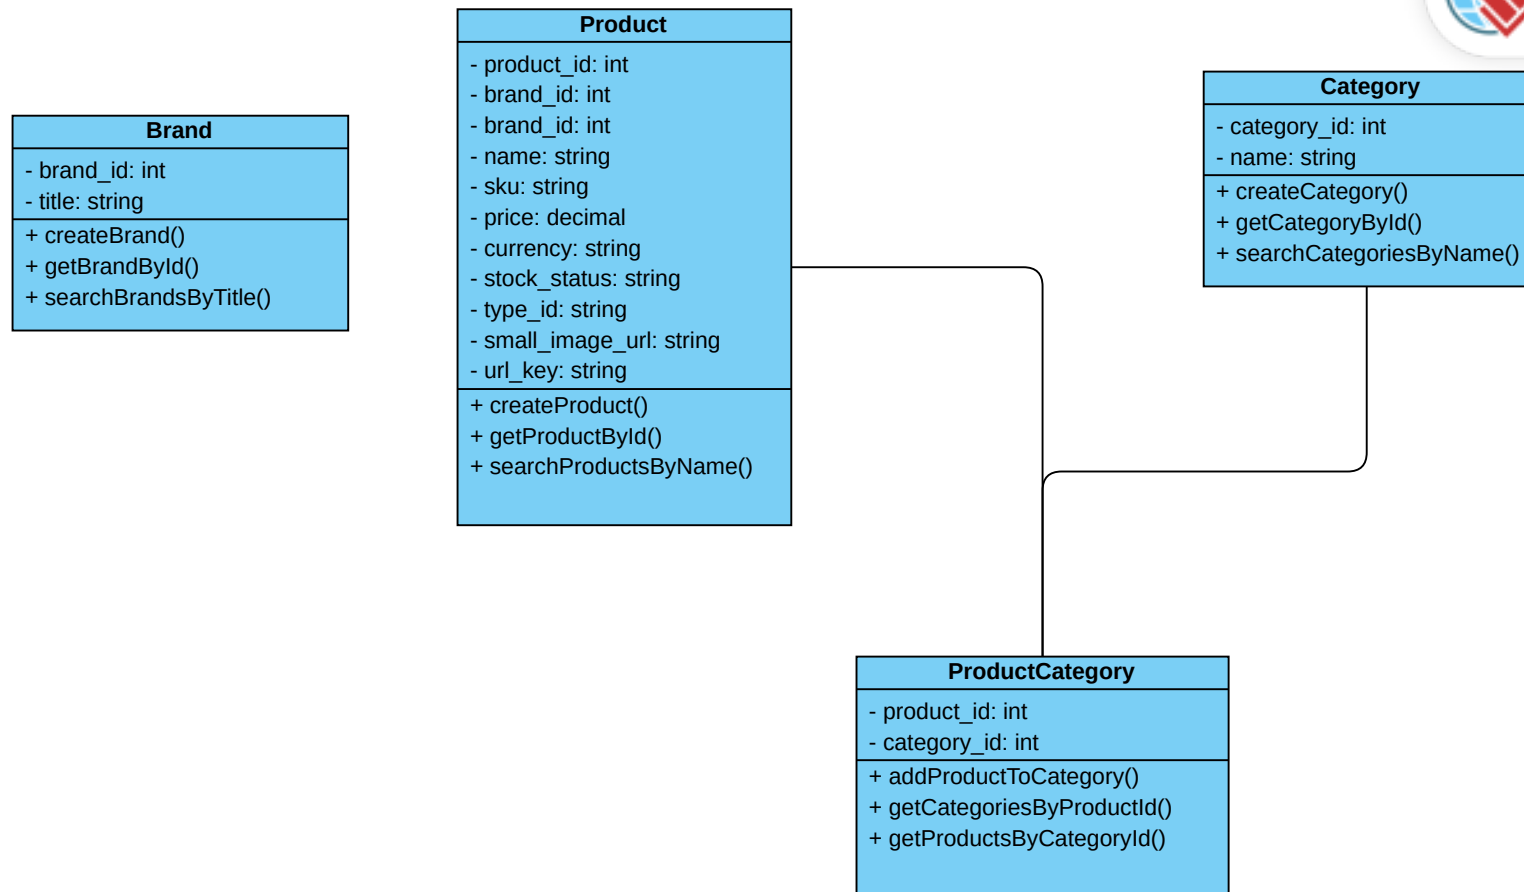 Product
- product_id: int
- brand_id: int
- brand_id: int
- name: string
- sku: string
- price: decimal
- currency: string
- stock_status: string
- type_id: string
- small_image_url: string
- url_key: string
+ createProduct()
+ getProductById()
+ searchProductsByName()
Brand
- brand_id: int
- title: string
+ createBrand()
+ getBrandById()
+ searchBrandsByTitle()
Category
- category_id: int
- name: string
+ createCategory()
+ getCategoryById()
+ searchCategoriesByName()
ProductCategory
- product_id: int
- category_id: int
+ addProductToCategory()
+ getCategoriesByProductId()
+ getProductsByCategoryId()